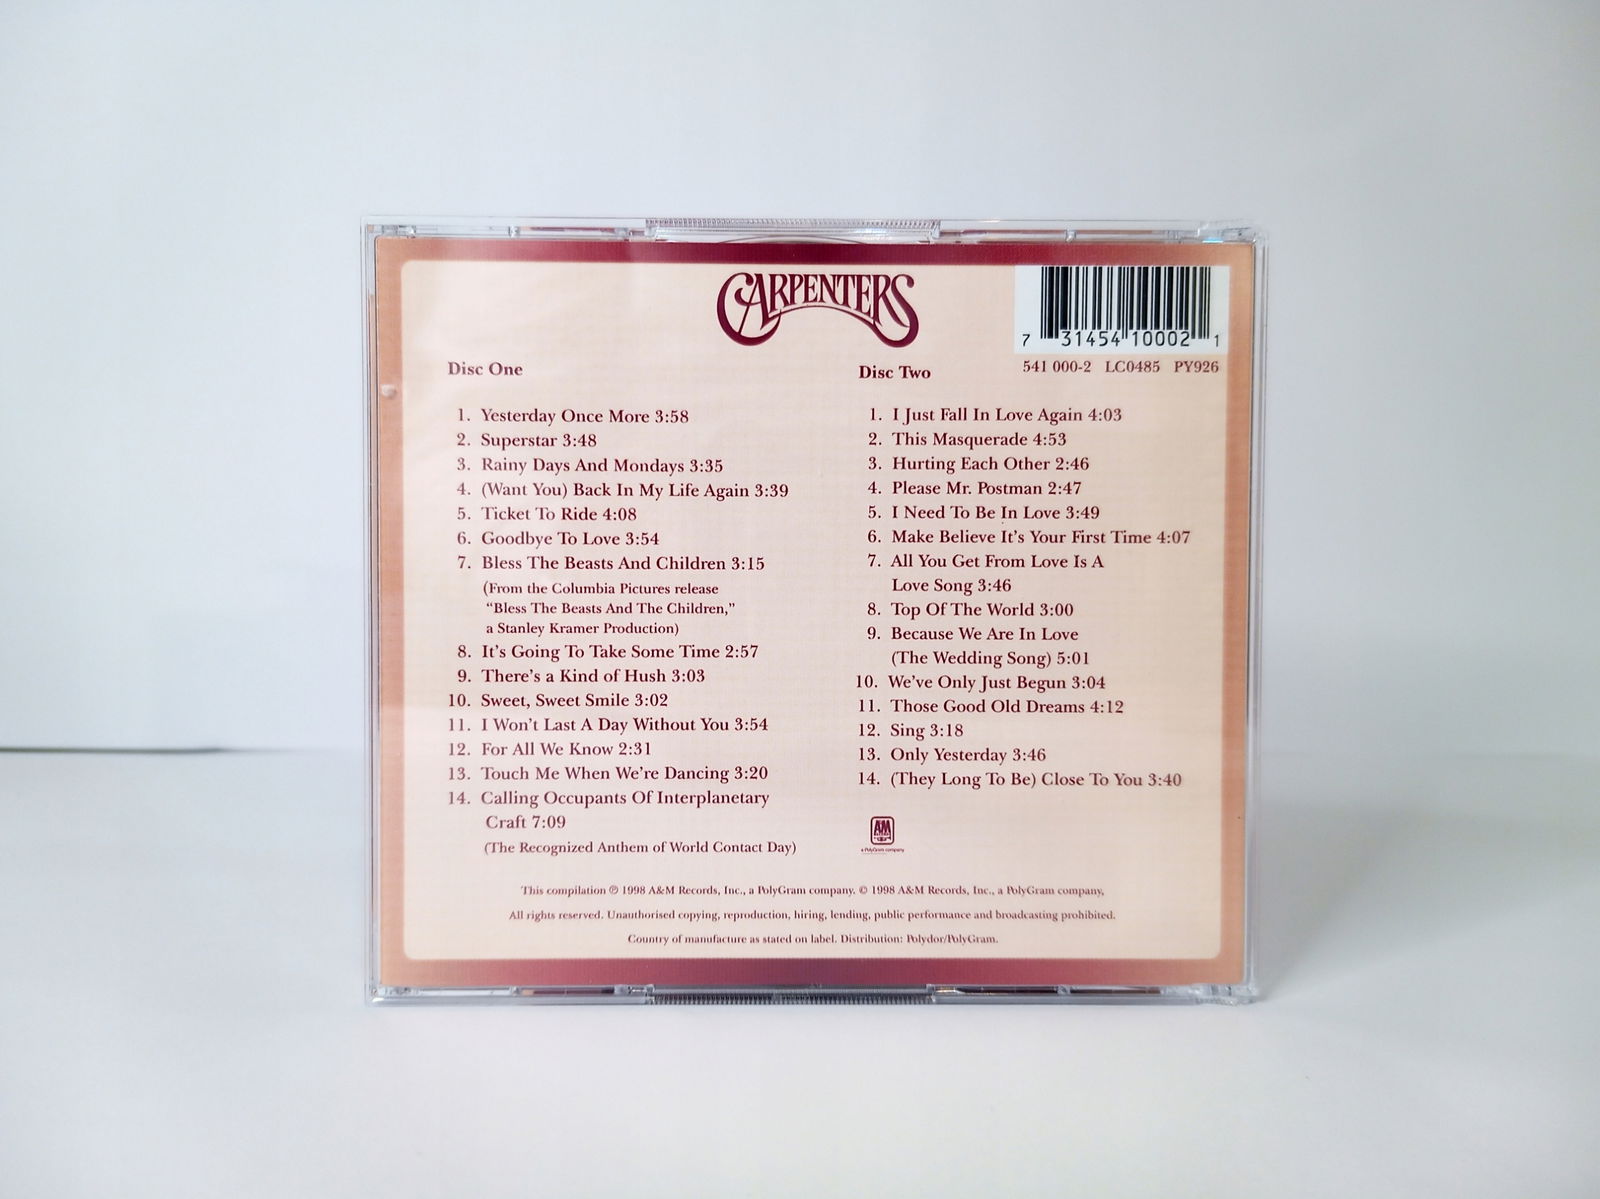 CARPENTERS
7 31454 10002 1
541 000-2 LC0485 PY926
Disc One
1. Yesterday Once More 3:58
2. Superstar 3:48
3. Rainy Days And Mondays 3:35
4. (Want You) Back In My Life Again 3:39
5. Ticket To Ride 4:08
6. Goodbye To Love 3:54
7. Bless The Beasts And Children 3:15
(From the Columbia Pictures release
“Bless The Beasts And The Children,”
a Stanley Kramer Production)
8. It’s Going To Take Some Time 2:57
9. There’s a Kind of Hush 3:03
10. Sweet, Sweet Smile 3:02
11. I Won’t Last A Day Without You 3:54
12. For All We Know 2:31
13. Touch Me When We’re Dancing 3:20
14. Calling Occupants Of Interplanetary
Craft 7:09
(The Recognized Anthem of World Contact Day)
Disc Two
1. I Just Fall In Love Again 4:03
2. This Masquerade 4:53
3. Hurting Each Other 2:46
4. Please Mr. Postman 2:47
5. I Need To Be In Love 3:49
6. Make Believe It’s Your First Time 4:07
7. All You Get From Love Is A
Love Song 3:46
8. Top Of The World 3:00
9. Because We Are In Love
(The Wedding Song) 5:01
10. We’ve Only Just Begun 3:04
11. Those Good Old Dreams 4:12
12. Sing 3:18
13. Only Yesterday 3:46
14. (They Long To Be) Close To You 3:40
A&M
RECORDS
a PolyGram company
This compilation ℗ 1998 A&M Records, Inc., a PolyGram company. © 1998 A&M Records, Inc., a PolyGram company,
All rights reserved. Unauthorised copying, reproduction, hiring, lending, public performance and broadcasting prohibited.
Country of manufacture as stated on label. Distribution: Polydor/PolyGram.